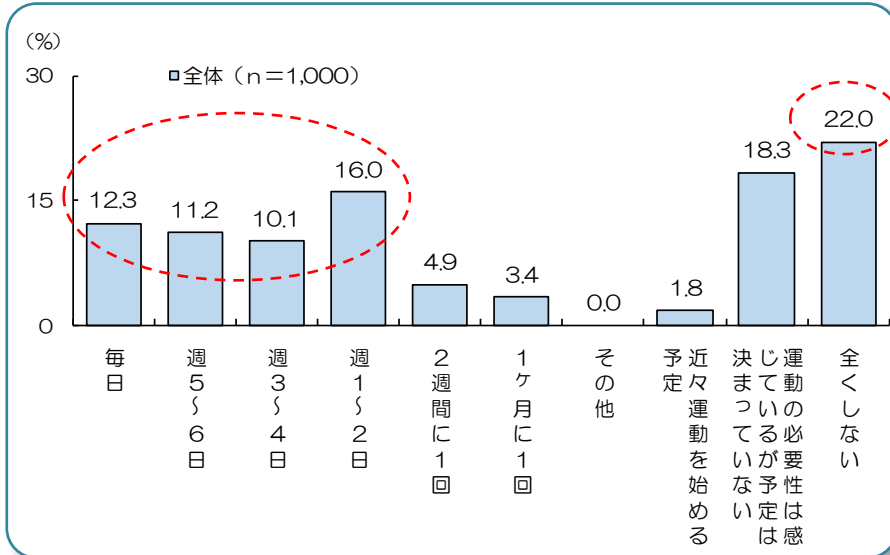 (%)
30
15
0
■全体(n=1,000)
12.3
11.2
10.1
16.0
4.9
3.4
0.0
1.8
18.3
22.0
毎日
週5~6日
週3~4日
週1~2日
2週間に1回
1ヶ月に1回
その他
近々運動を始める
予定
運動の必要性は感
じているが予定は
決まっていない
全くしない